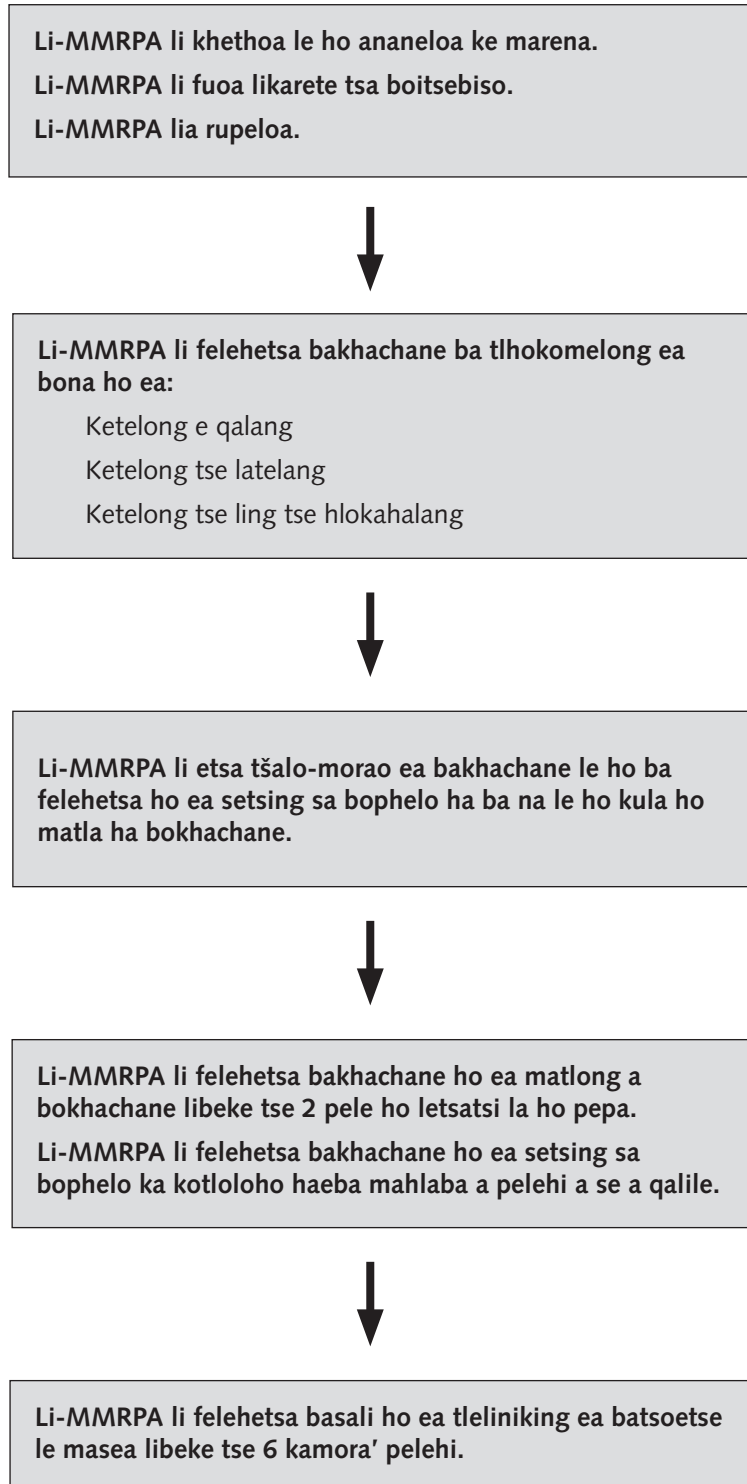 Li-MMRPA li khethoa le ho ananeloa ke marena.
Li-MMRPA li fuoa likarete tsa boitsebiso.
Li-MMRPA lia rupeloa.
Li-MMRPA li felehetsa bakhachane ba tlhokomelong ea
bona ho ea:
Ketelong e qalang
Ketelong tse latelang
Ketelong tse ling tse hlokahalang
Li-MMRPA li etsa tšalo-morao ea bakhachane le ho ba
felehetsa ho ea setsing sa bophelo ha ba na le ho kula ho
matla ha bokhachane.
Li-MMRPA li felehetsa bakhachane ho ea matlong a
bokhachane libeke tse 2 pele ho letsatsi la ho pepa.
Li-MMRPA li felehetsa bakhachane ho ea setsing sa
bophelo ka kotloloho haeba mahlaba a pelehi a se a qalile.
Li-MMRPA li felehetsa basali ho ea tleliniking ea batsoetse
le masea libeke tse 6 kamora' pelehi.